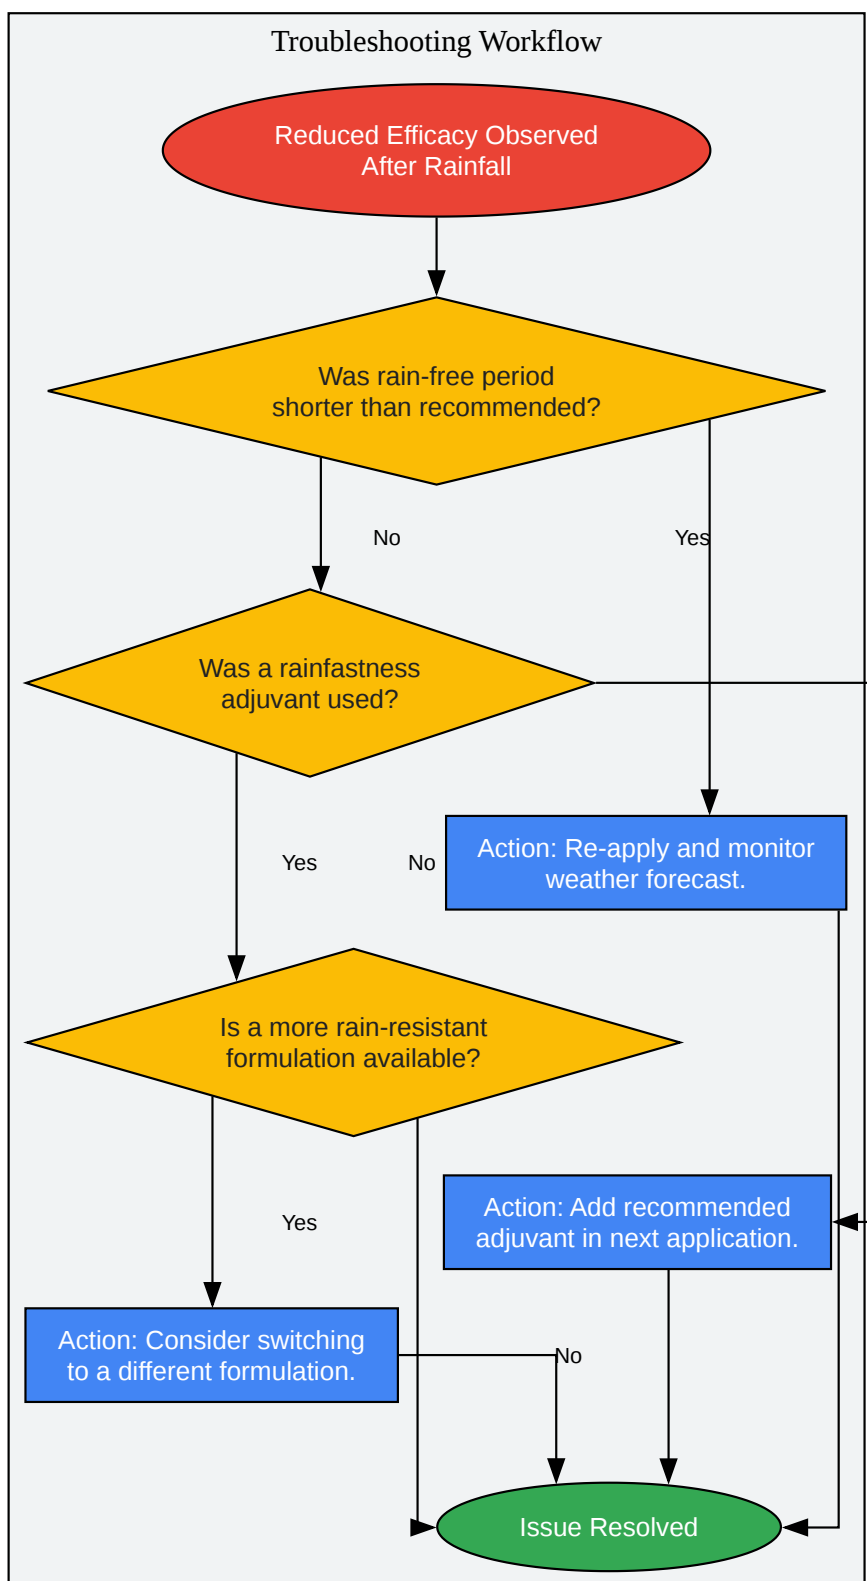 Troubleshooting Workflow
Reduced Efficacy Observed
After Rainfall
Was rain-free period
shorter than recommended?
No
Yes
Was a rainfastness
adjuvant used?
Yes
No
Action: Re-apply and monitor
weather forecast.
Is a more rain-resistant
formulation available?
Yes
Action: Add recommended
adjuvant in next application.
Action: Consider switching
to a different formulation.
No
Issue Resolved